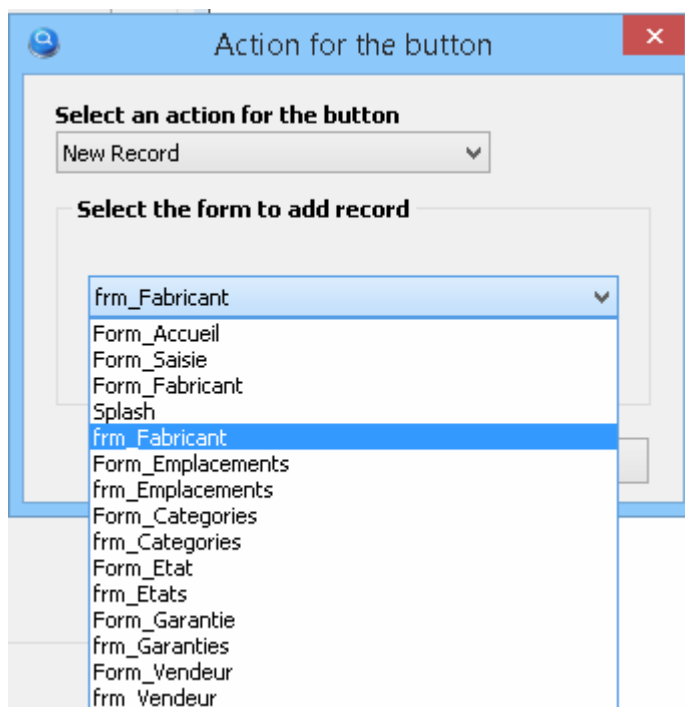 Action for the button
Select an action for the button
New Record
Select the form to add record
frm_Fabricant
Form_Accueil
Form_Saisie
Form_Fabricant
Splash
frm_Fabricant
Form_Emplacements
frm_Emplacements
Form_Categories
frm_Categories
Form_Etat
frm_Etats
Form_Garantie
frm_Garanties
Form_Vendeur
frm_Vendeur